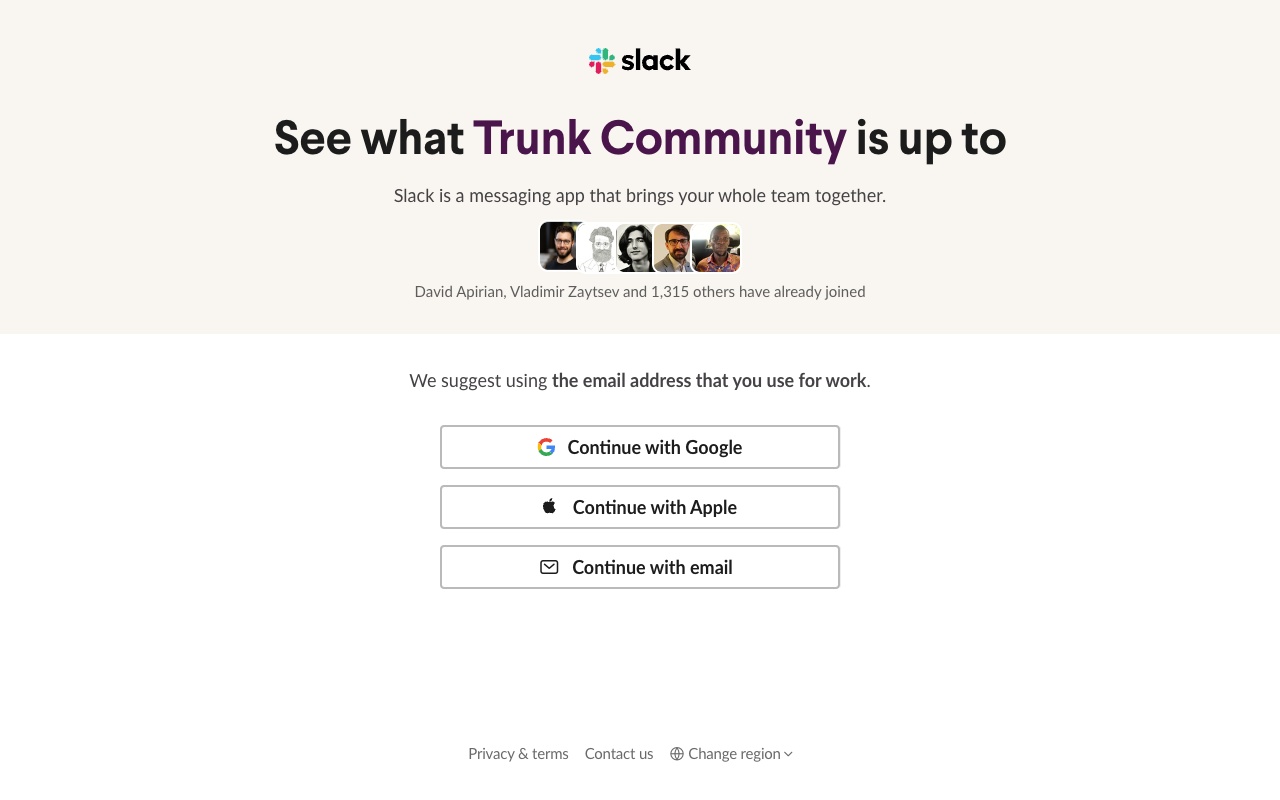 slack
See what Trunk Community is up to
Slack is a messaging app that brings your whole team together.
David Apirian, Vladimir Zaytsev and 1,315 others have already joined
We suggest using the email address that you use for work.
Continue with Google
Continue with Apple
Continue with email
Privacy & terms Contact us Change region